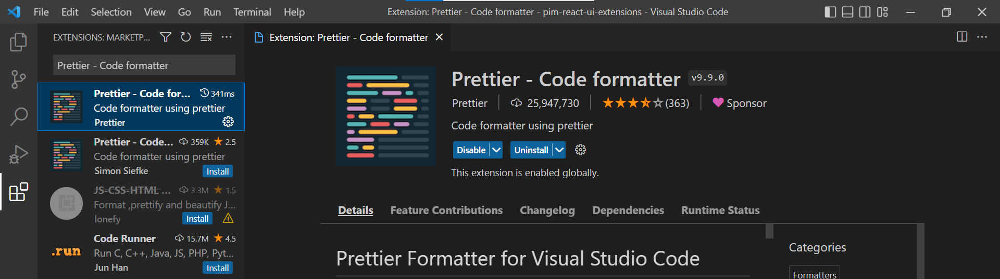 File Edit Selection View Go Run Terminal Help
Extension: Prettier - Code formatter - pim-react-ui-extensions - Visual Studio Code
EXTENSIONS: MARKETP...
Prettier - Code formatter
Prettier - Code for... 341ms
Code formatter using prettier
Prettier
Prettier - Code... 359K 2.5
Code formatter using prettier
Simon Siefke Install
JS-CSS-HTML ... 3.3M 1.5
Format ,prettify and beautify J...
lonefy Install
.run
Code Runner 15.7M 4.5
Run C, C++, Java, JS, PHP, Pyt...
Jun Han Install
Extension: Prettier - Code formatter
Prettier - Code formatter v9.9.0
Prettier 25,947,730 (363) Sponsor
Code formatter using prettier
Disable Uninstall
This extension is enabled globally.
Details Feature Contributions Changelog Dependencies Runtime Status
Prettier Formatter for Visual Studio Code
Categories
Formatters